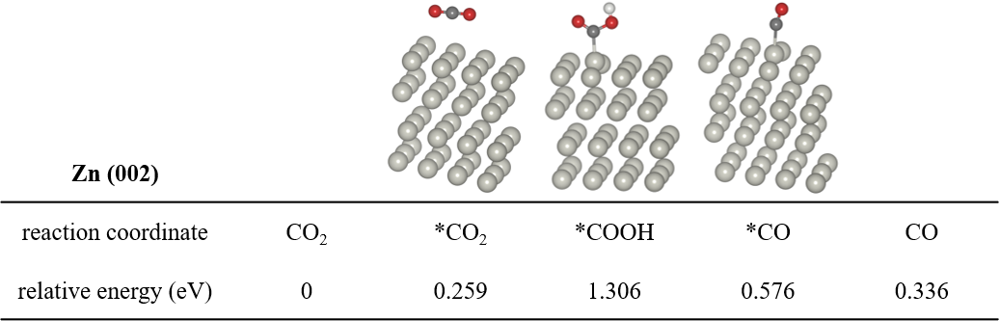 Zn (002)
reaction coordinate CO₂ *CO₂ *COOH *CO CO
relative energy (eV) 0 0.259 1.306 0.576 0.336